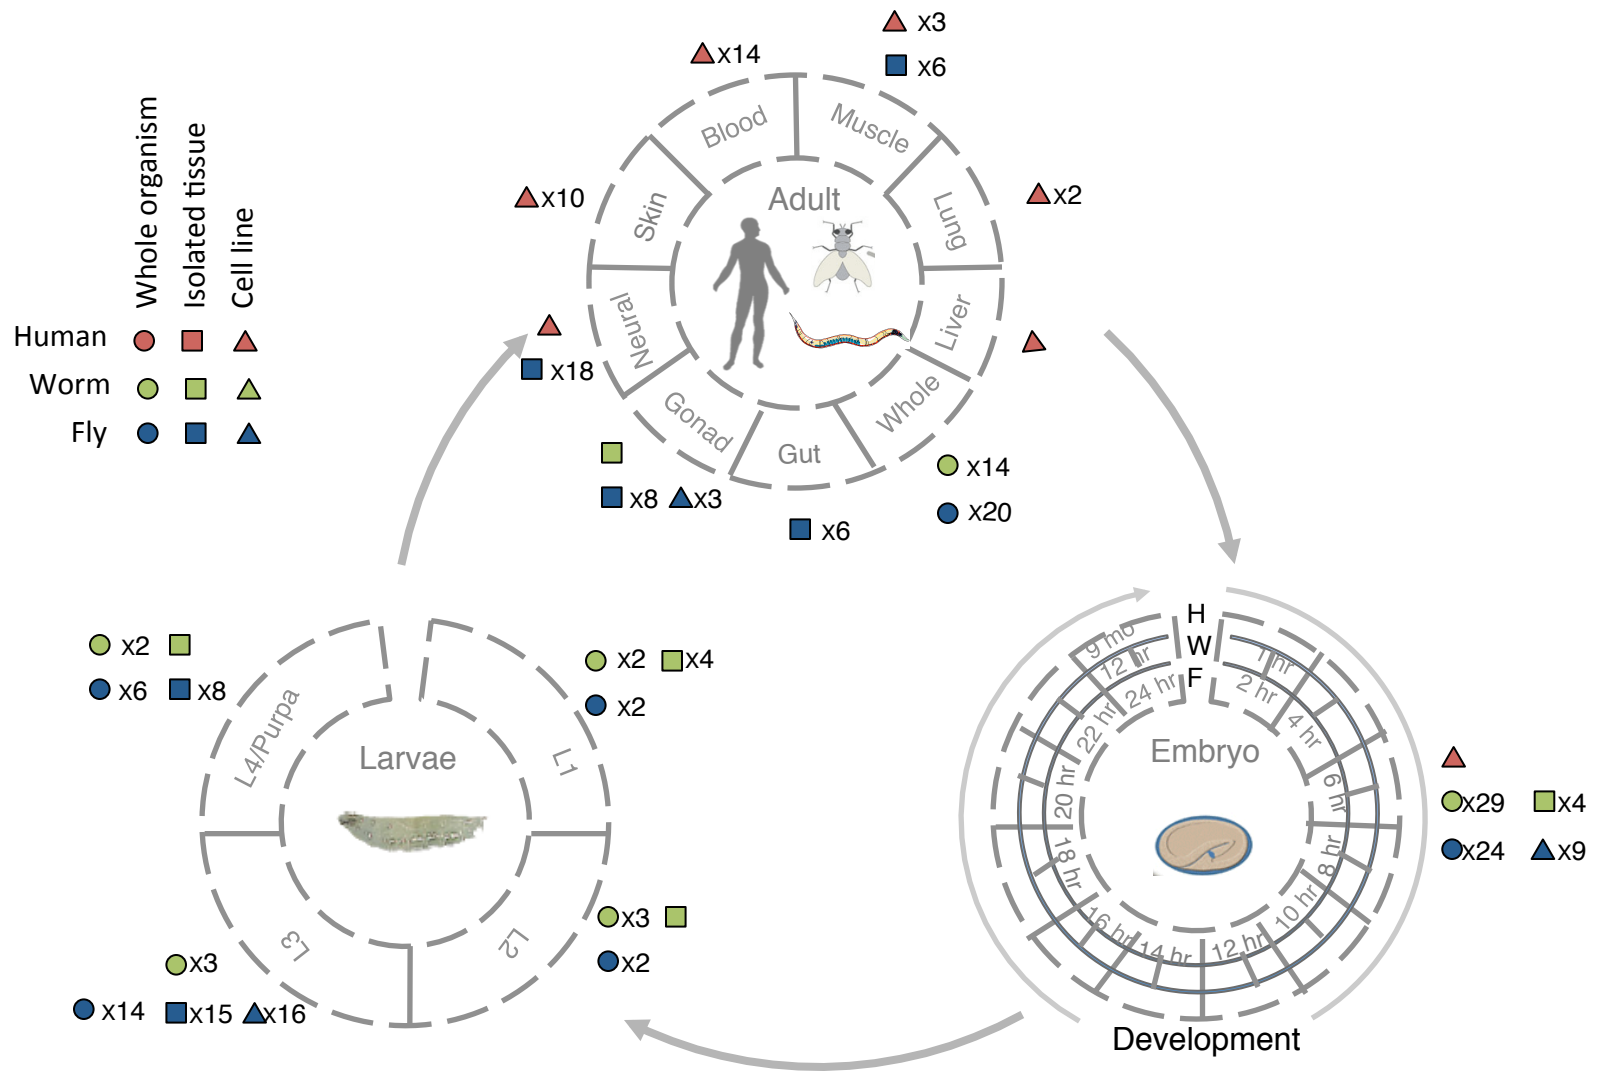 Whole organism
Isolated tissue
Cell line
Human
Worm
Fly
x3
x6
x14
x10
x2
x18
Blood
Muscle
Skin
Lung
Neural
Liver
Gonad
Gut
Whole
Adult
x8
x3
x6
x14
x20
x2
x6
x8
L4/Purpa
Larvae
L1
L2
L3
x2
x4
x2
x3
x2
x3
x14
x15
x16
H
W
F
9 mo
12 hr
24 hr
1 hr
2 hr
4 hr
6 hr
8 hr
10 hr
12 hr
14 hr
16 hr
18 hr
20 hr
22 hr
Embryo
x29
x4
x24
x9
Development